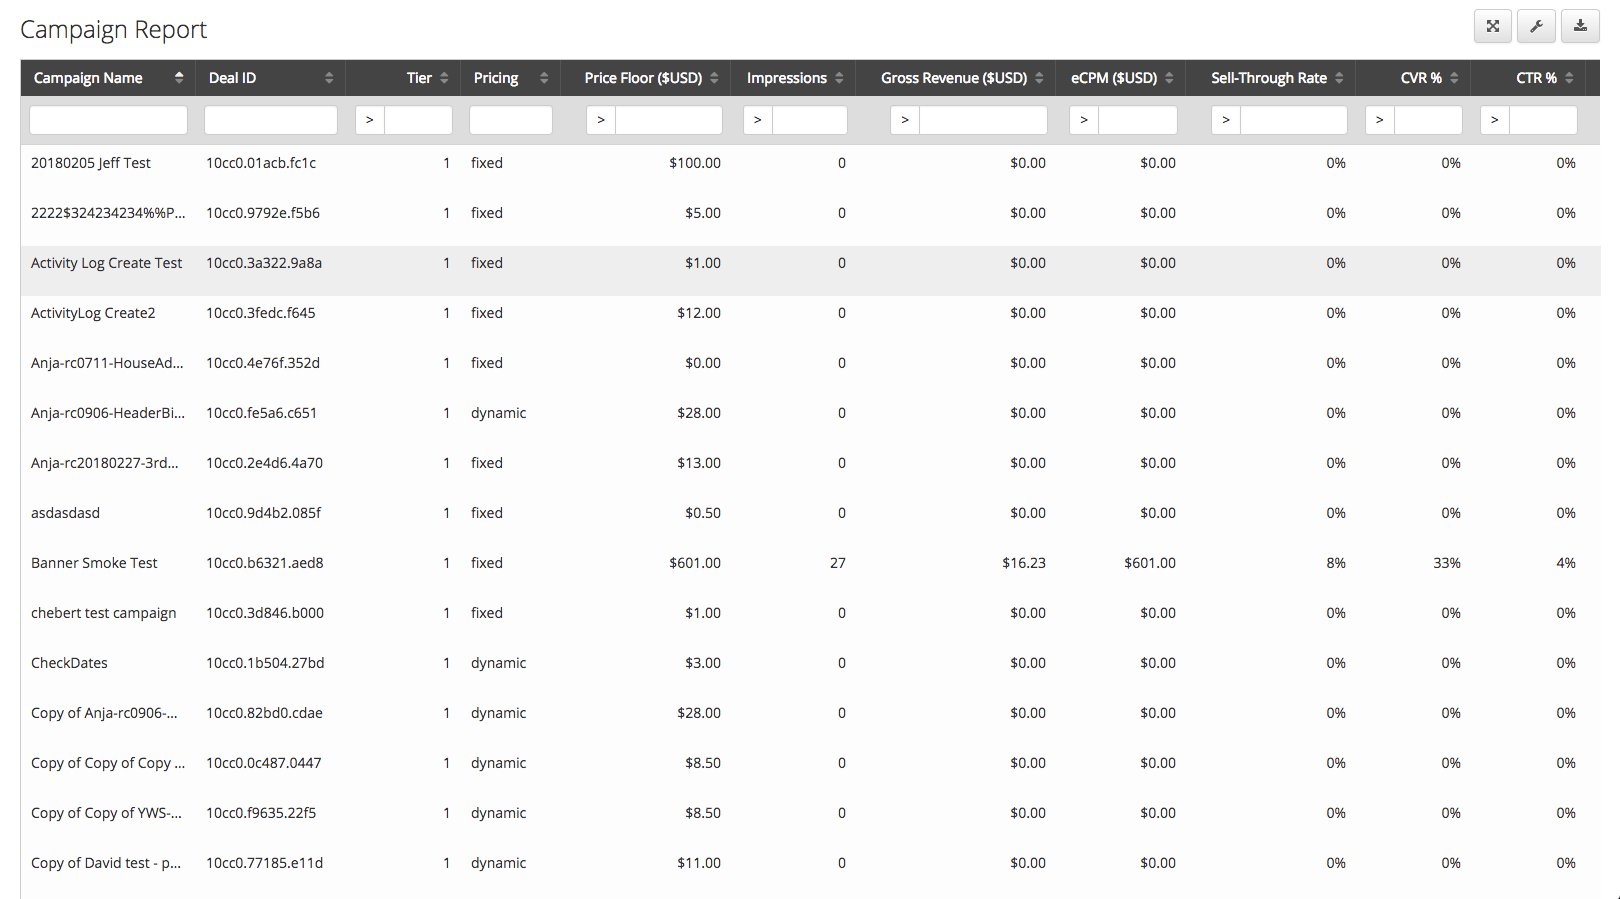 Campaign Report
Campaign Name Deal ID Tier Pricing Price Floor ($USD) Impressions Gross Revenue ($USD) eCPM ($USD) Sell-Through Rate CVR % CTR %
> > > > > > > >
20180205 Jeff Test 10cc0.01acb.fc1c 1 fixed $100.00 0 $0.00 $0.00 0% 0% 0%
2222$324234234%%P... 10cc0.9792e.f5b6 1 fixed $5.00 0 $0.00 $0.00 0% 0% 0%
Activity Log Create Test 10cc0.3a322.9a8a 1 fixed $1.00 0 $0.00 $0.00 0% 0% 0%
ActivityLog Create2 10cc0.3fedc.f645 1 fixed $12.00 0 $0.00 $0.00 0% 0% 0%
Anja-rc0711-HouseAd... 10cc0.4e76f.352d 1 fixed $0.00 0 $0.00 $0.00 0% 0% 0%
Anja-rc0906-HeaderBi... 10cc0.fe5a6.c651 1 dynamic $28.00 0 $0.00 $0.00 0% 0% 0%
Anja-rc20180227-3rd... 10cc0.2e4d6.4a70 1 fixed $13.00 0 $0.00 $0.00 0% 0% 0%
asdasdasd 10cc0.9d4b2.085f 1 fixed $0.50 0 $0.00 $0.00 0% 0% 0%
Banner Smoke Test 10cc0.b6321.aed8 1 fixed $601.00 27 $16.23 $601.00 8% 33% 4%
chebert test campaign 10cc0.3d846.b000 1 fixed $1.00 0 $0.00 $0.00 0% 0% 0%
CheckDates 10cc0.1b504.27bd 1 dynamic $3.00 0 $0.00 $0.00 0% 0% 0%
Copy of Anja-rc0906-... 10cc0.82bd0.cdae 1 dynamic $28.00 0 $0.00 $0.00 0% 0% 0%
Copy of Copy of Copy ... 10cc0.0c487.0447 1 dynamic $8.50 0 $0.00 $0.00 0% 0% 0%
Copy of Copy of YWS-... 10cc0.f9635.22f5 1 dynamic $8.50 0 $0.00 $0.00 0% 0% 0%
Copy of David test - p... 10cc0.77185.e11d 1 dynamic $11.00 0 $0.00 $0.00 0% 0% 0%